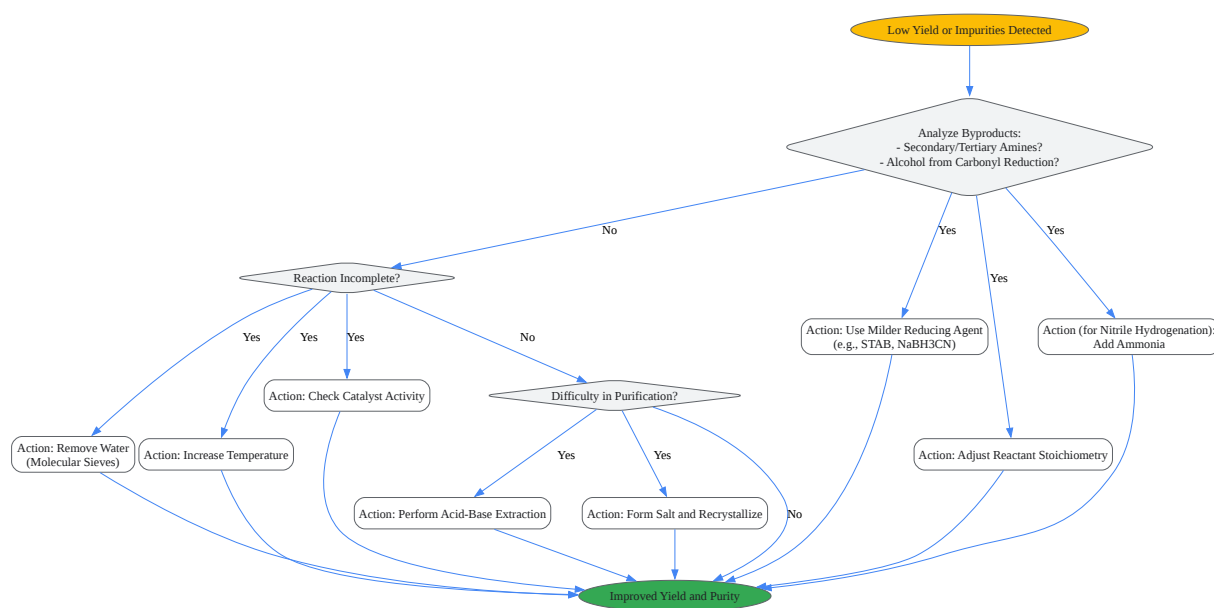 Low Yield or Impurities Detected
Analyze Byproducts:
- Secondary/Tertiary Amines?
- Alcohol from Carbonyl Reduction?
No
Yes
Yes
Yes
Reaction Incomplete?
Yes
Yes
Yes
No
Action: Use Milder Reducing Agent
(e.g., STAB, NaBH3CN)
Action (for Nitrile Hydrogenation):
Add Ammonia
Action: Check Catalyst Activity
Difficulty in Purification?
Action: Remove Water
(Molecular Sieves)
Action: Increase Temperature
Yes
Yes
Action: Adjust Reactant Stoichiometry
Action: Perform Acid-Base Extraction
Action: Form Salt and Recrystallize
No
Improved Yield and Purity